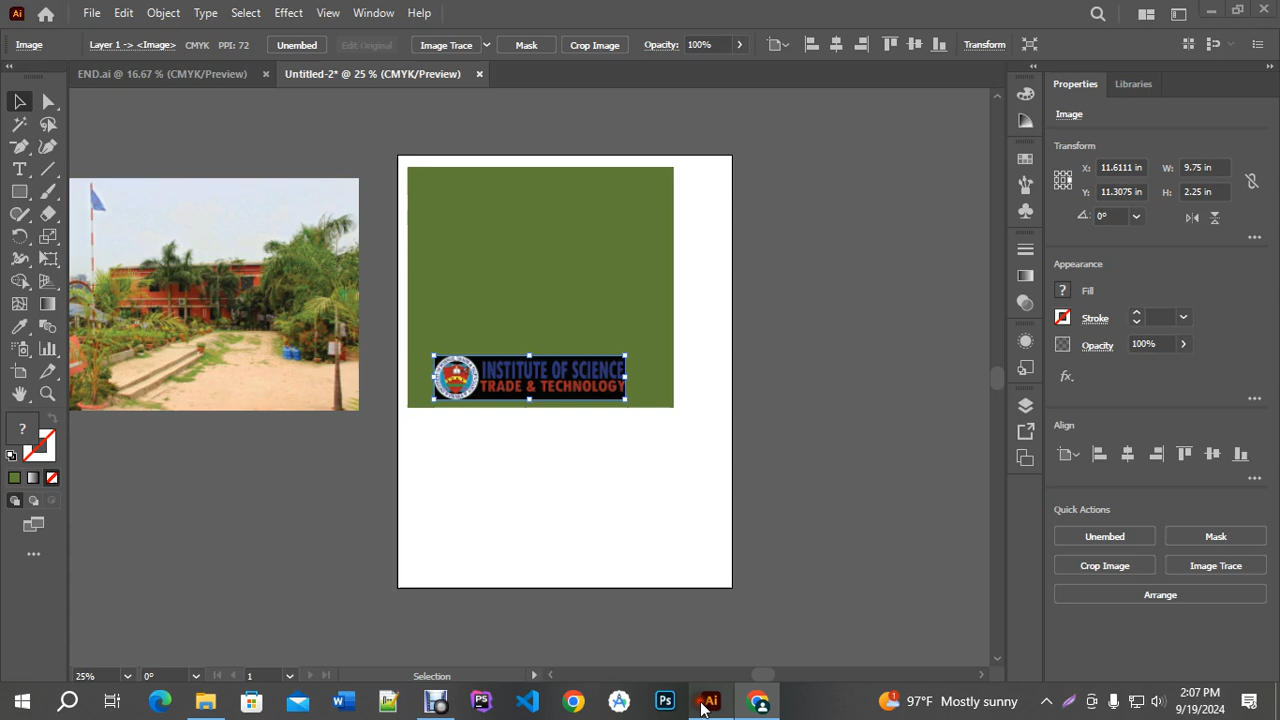 File Edit Object Type Select Effect View Window Help
Image Layer 1 -> <Image> CMYK PPI: 72 Unembed Edit Original Image Trace Mask Crop Image Opacity: 100% Transform
END.ai @ 16.67 % (CMYK/Preview) × Untitled-2* @ 25 % (CMYK/Preview) ×
Properties Libraries
Image
Transform
X: 11.6111 in W: 9.75 in
Y: 11.3075 in H: 2.25 in
0°
Appearance
? Fill
Stroke
Opacity 100%
fx.
Align
Quick Actions
Unembed Mask
Crop Image Image Trace
Arrange
INSTITUTE OF SCIENCE
TRADE & TECHNOLOGY
?
25% 0° 1 Selection
97°F Mostly sunny 2:07 PM
9/19/2024